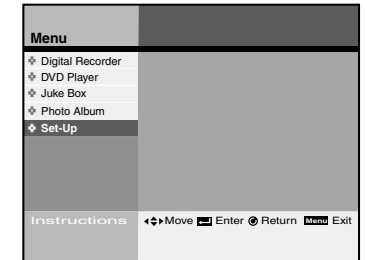 Menu
Digital Recorder
DVD Player
Juke Box
Photo Album
Set-Up
Instructions Move Enter Return Menu Exit